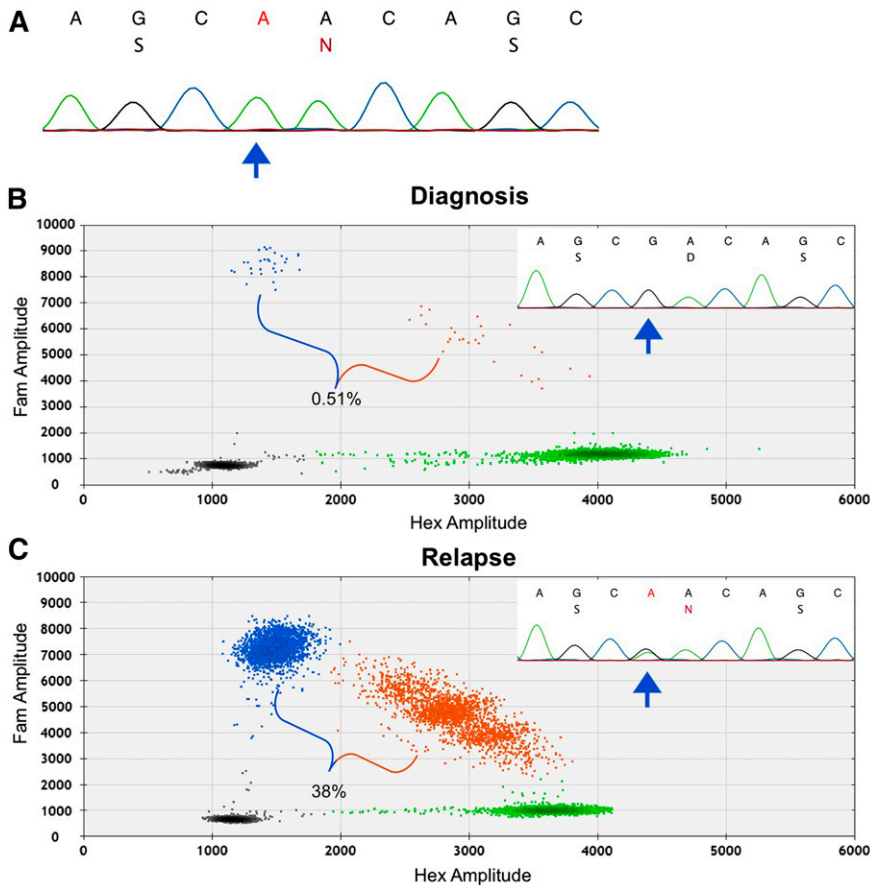 A
A G C A A C A G C
S N S
B
Diagnosis
10000
9000
8000
7000
6000
5000
4000
3000
2000
1000
0
Fam Amplitude
A G C G A C A G C
S D S
0.51%
0 1000 2000 3000 4000 5000 6000
Hex Amplitude
C
Relapse
10000
9000
8000
7000
6000
5000
4000
3000
2000
1000
0
Fam Amplitude
A G C A A C A G C
S N S
38%
0 1000 2000 3000 4000 5000 6000
Hex Amplitude